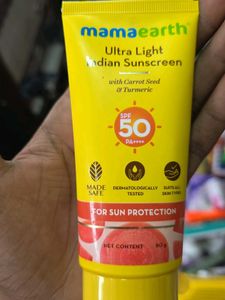 mamaearth
Ultra Light
Indian Sunscreen
with Carrot Seed
& Turmeric
SPF
50
PA++++
MADE
SAFE
DERMATOLOGICALLY
TESTED
SUITS ALL
SKIN TYPES
FOR SUN PROTECTION
NET CONTENT
80 g